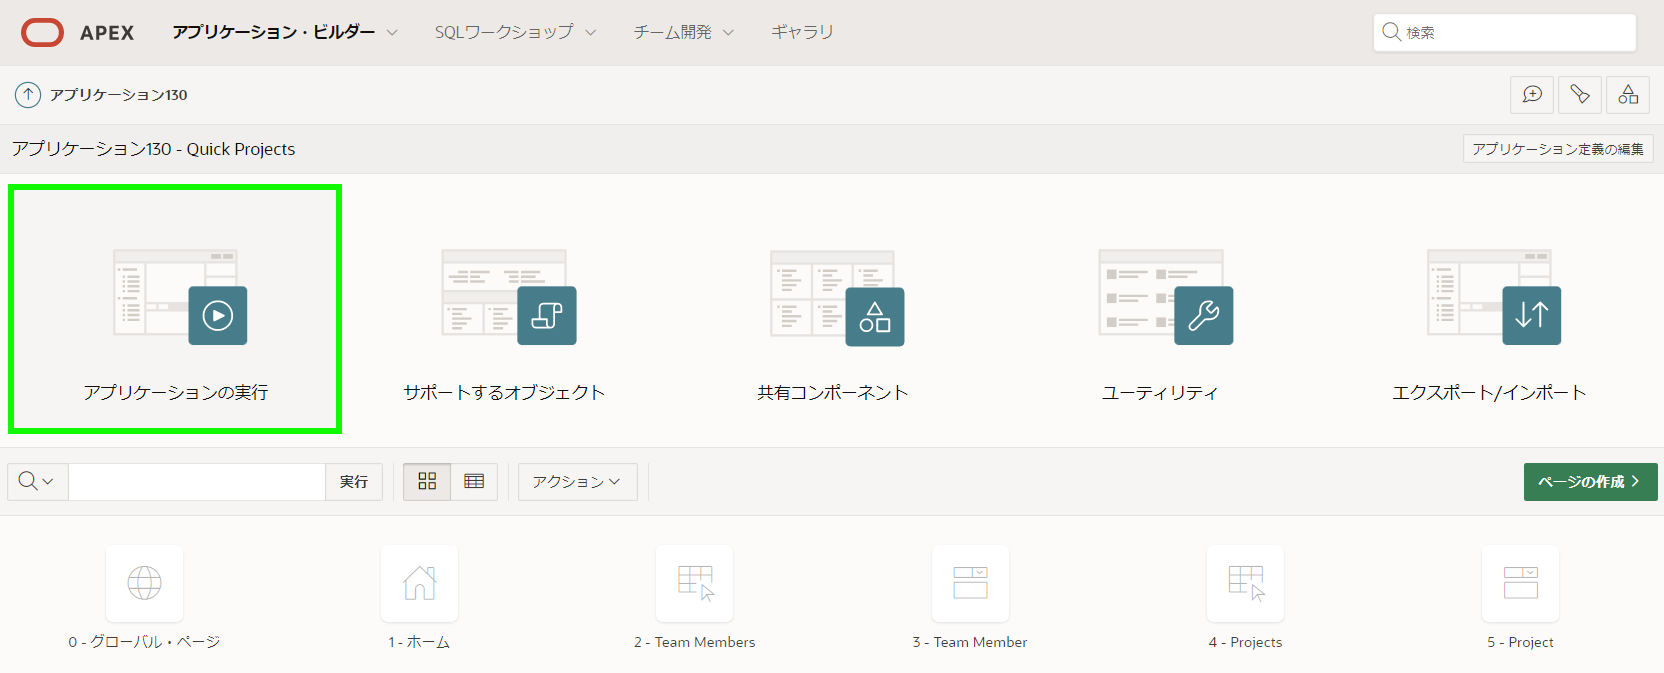 APEX アプリケーション・ビルダー SQLワークショップ チーム開発 ギャラリ 検索
アプリケーション130
アプリケーション130 - Quick Projects アプリケーション定義の編集
アプリケーションの実行 サポートするオブジェクト 共有コンポーネント ユーティリティ エクスポート/インポート
実行 アクション ページの作成
0 - グローバル・ページ 1 - ホーム 2 - Team Members 3 - Team Member 4 - Projects 5 - Project